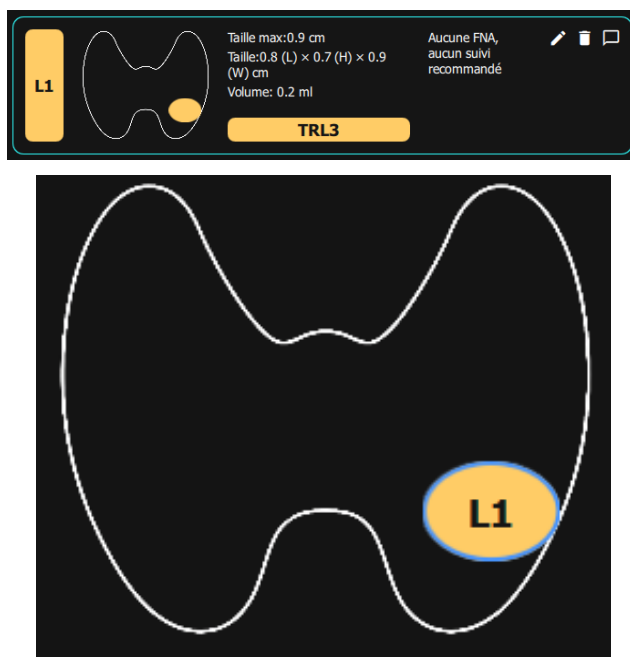 L1
Taille max:0.9 cm
Taille:0.8 (L) × 0.7 (H) × 0.9
(W) cm
Volume: 0.2 ml
TRL3
Aucune FNA,
aucun suivi
recommandé
L1